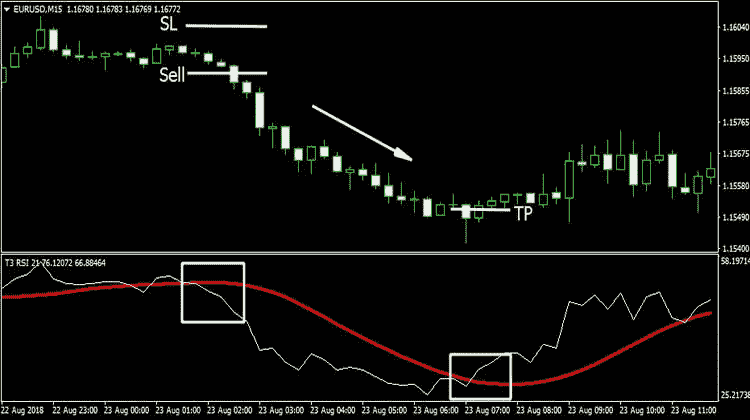 EURUSD,M15 1.16780 1.16783 1.16769 1.16772
SL
Sell
TP
1.16040
1.15945
1.15855
1.15765
1.15675
1.15580
1.15490
1.15400
T3 RSI 21 76.12072 66.88464
58.19714
25.21738
22 Aug 2018 22 Aug 23:00 23 Aug 00:00 23 Aug 01:00 23 Aug 02:00 23 Aug 03:00 23 Aug 04:00 23 Aug 05:00 23 Aug 06:00 23 Aug 07:00 23 Aug 08:00 23 Aug 09:00 23 Aug 10:00 23 Aug 11:00